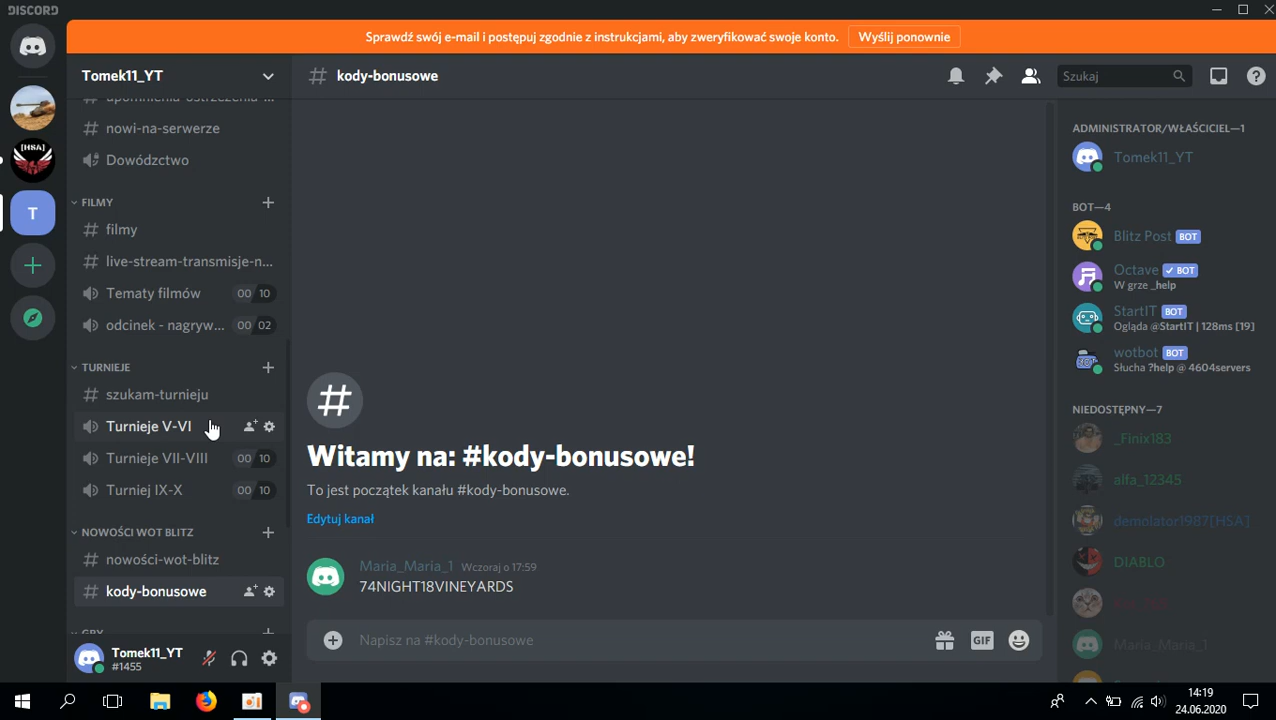 DISCORD
Sprawdź swój e-mail i postępuj zgodnie z instrukcjami, aby zweryfikować swoje konto.
Wyślij ponownie
Tomek11_YT
upomnienia-ostrzeżenia-...
nowi-na-serwerze
Dowództwo
FILMY
filmy
live-stream-transmisje-n...
Tematy filmów 00 10
odcinek - nagryw... 00 02
TURNIEJE
szukam-turnieju
Turnieje V-VI
Turnieje VII-VIII 00 10
Turniej IX-X 00 10
NOWOŚCI WOT BLITZ
nowości-wot-blitz
kody-bonusowe
GRY
Tomek11_YT
#1455
[HSA]
T
# kody-bonusowe
Szukaj
Witamy na: #kody-bonusowe!
To jest początek kanału #kody-bonusowe.
Edytuj kanał
Maria_Maria_1 Wczoraj o 17:59
74NIGHT18VINEYARDS
Napisz na #kody-bonusowe
GIF
ADMINISTRATOR/WŁAŚCICIEL—1
Tomek11_YT
BOT—4
Blitz Post BOT
Octave BOT
W grze _help
StartIT BOT
Ogląda @StartIT | 128ms [19]
wotbot BOT
Słucha ?help @ 4604servers
NIEDOSTĘPNY—7
_Finix183
alfa_12345
demolator1987[HSA]
DIABLO
Maria_Maria_1
14:19
24.06.2020